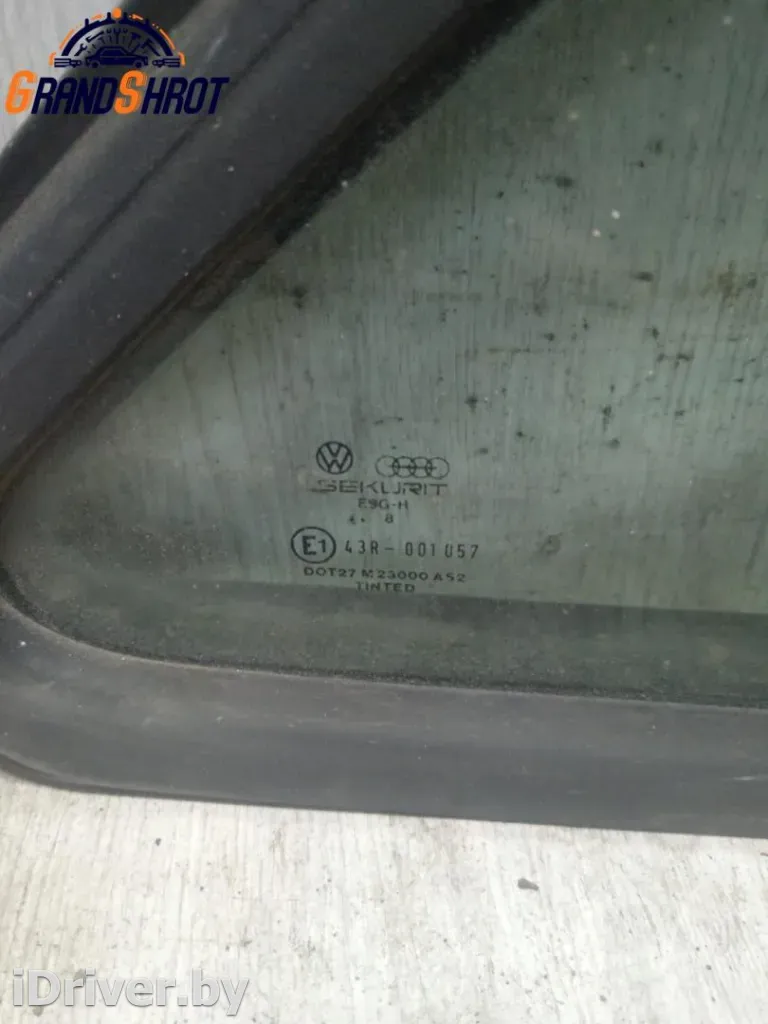 GRANDSHROT
SEKURIT
E9G-H
8
E1 43R-001057
DOT27 M23000 AS2
TINTED
iDriver.by